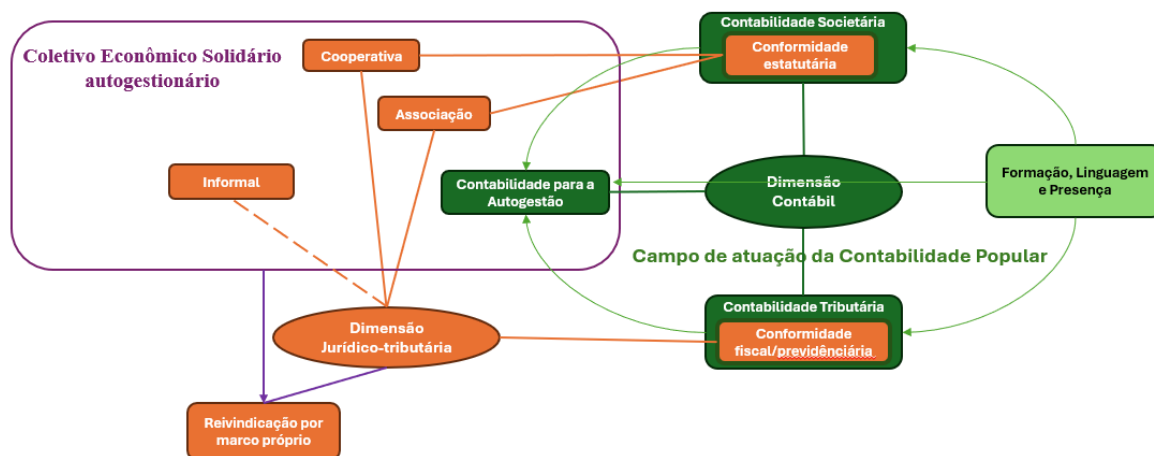 Coletivo Econômico Solidário
autogestionário
Cooperativa
Associação
Informal
Contabilidade Societária
Conformidade
estatutária
Contabilidade para a
Autogestão
Dimensão
Contábil
Formação, Linguagem
e Presença
Campo de atuação da Contabilidade Popular
Contabilidade Tributária
Conformidade
fiscal/previdênciária
Dimensão
Jurídico-tributária
Reivindicação por
marco próprio